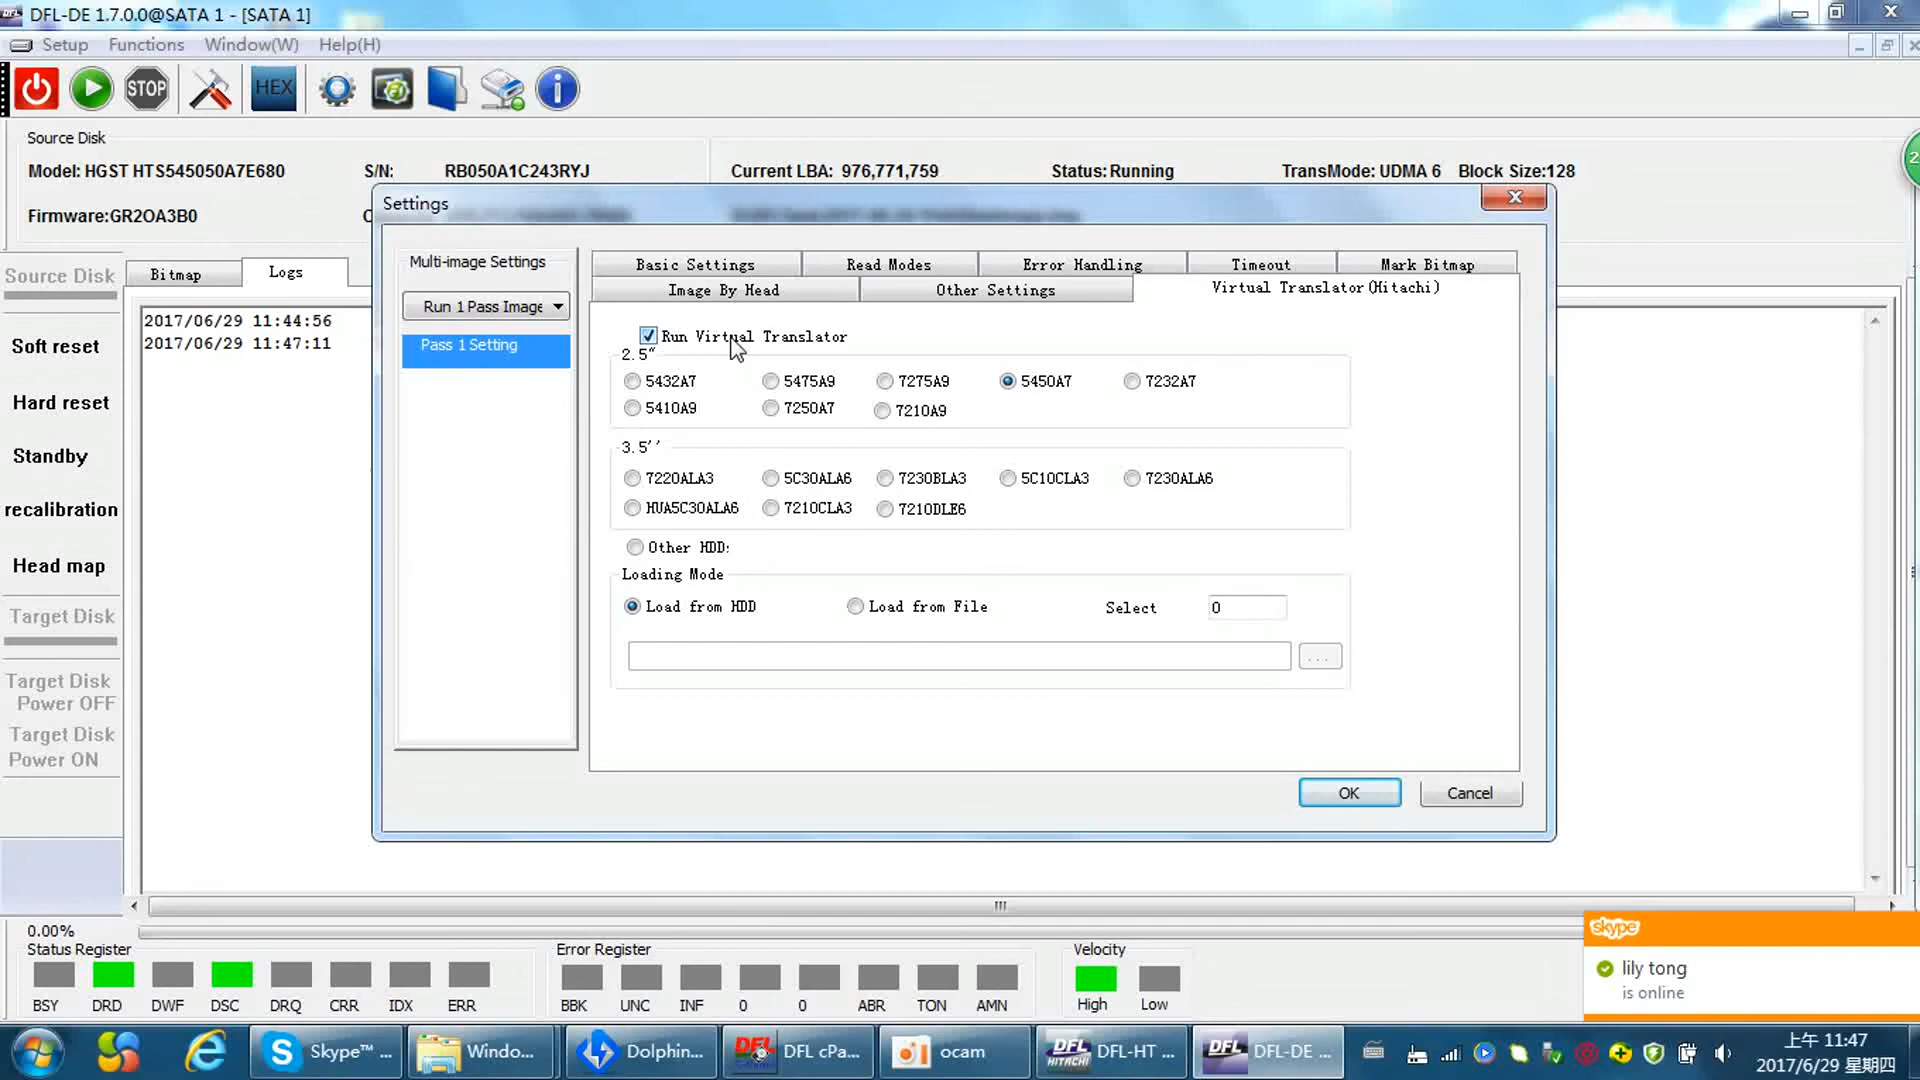 DFL-DE 1.7.0.0@SATA 1 - [SATA 1]
Setup Functions Window(W) Help(H)
STOP HEX
Source Disk
Model: HGST HTS545050A7E680 S/N: RB050A1C243RYJ Current LBA: 976,771,759 Status: Running TransMode: UDMA 6 Block Size:128
Firmware:GR2OA3B0
Settings
Source Disk
Bitmap Logs
2017/06/29 11:44:56
2017/06/29 11:47:11
Soft reset
Hard reset
Standby
recalibration
Head map
Target Disk
Target Disk
Power OFF
Target Disk
Power ON
Multi-image Settings
Run 1 Pass Image
Pass 1 Setting
Basic Settings Read Modes Error Handling Timeout Mark Bitmap
Image By Head Other Settings Virtual Translator(Hitachi)
Run Virtual Translator
2.5"
5432A7 5475A9 7275A9 5450A7 7232A7
5410A9 7250A7 7210A9
3.5''
7220ALA3 5C30ALA6 7230BLA3 5C10CLA3 7230ALA6
HUA5C30ALA6 7210CLA3 7210DLE6
Other HDD:
Loading Mode
Load from HDD Load from File Select 0
...
OK Cancel
0.00%
Status Register
BSY DRD DWF DSC DRQ CRR IDX ERR
Error Register
BBK UNC INF 0 0 ABR TON AMN
Velocity
High Low
skype
lily tong
is online
Skype™ ...
Windo...
Dolphin...
DFL cPa...
ocam
DFL HITACHI DFL-HT ...
DFL DFL-DE ...
上午 11:47
2017/6/29 星期四